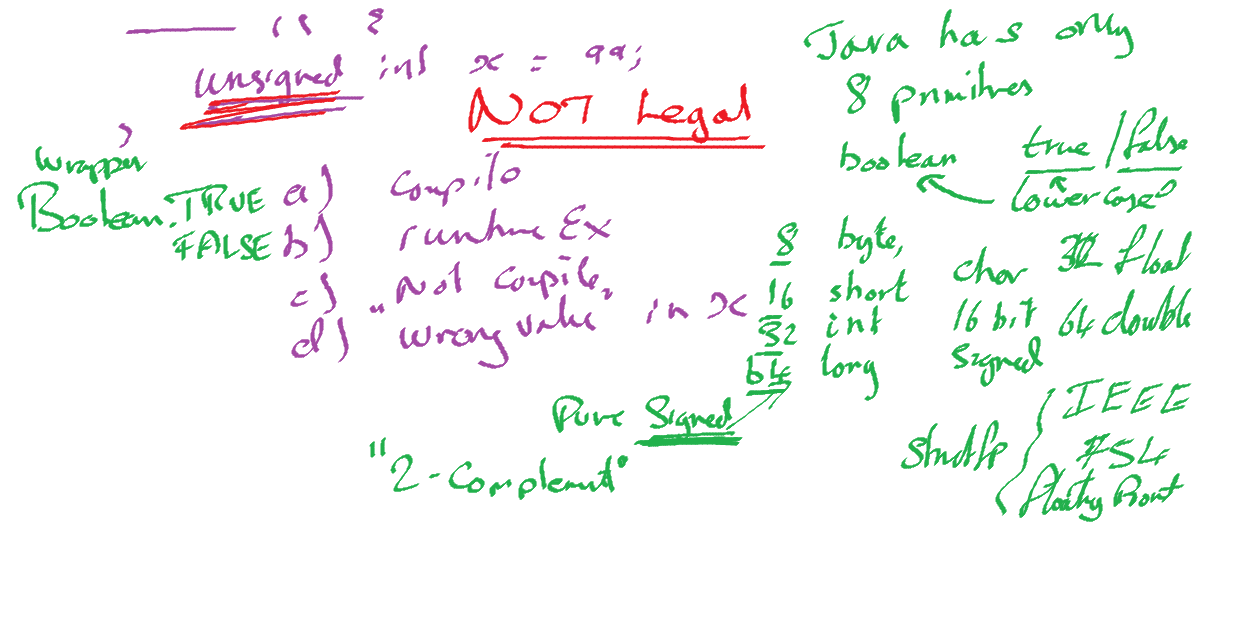 is
unsigned int x = 99;
NOT Legal
wrapper
Boolean.TRUE
FALSE
a) Compile
b) runtime Ex
c) "Not Compile,
d) wrong value in x
Java has only
8 primitives
boolean true / false
lowercase
8 byte, char 32 float
16 short 16 bit 64 double
32 int signed
64 long
Pure Signed
"2-Complement"
strictfp IEEE
754
floating Point